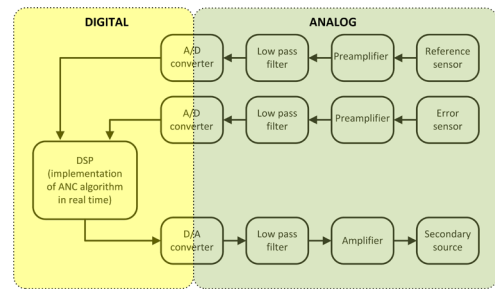 DIGITAL
ANALOG
A/D
converter
Low pass
filter
Preamplifier
Reference
sensor
A/D
converter
Low pass
filter
Preamplifier
Error
sensor
DSP
(implementation
of ANC algorithm
in real time)
D/A
converter
Low pass
filter
Amplifier
Secondary
source